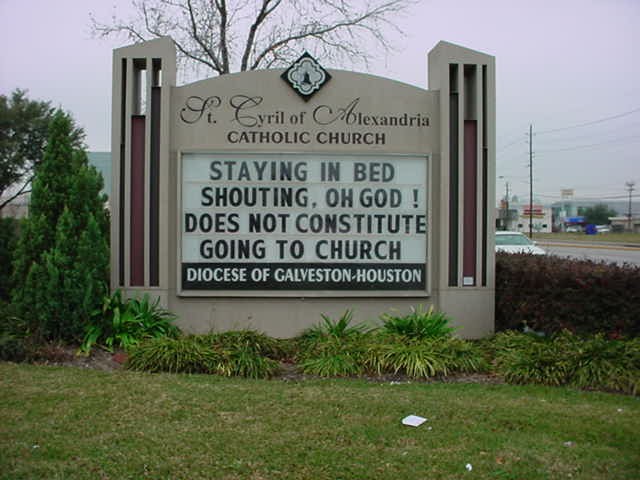 St. Cyril of Alexandria
CATHOLIC CHURCH
STAYING IN BED
SHOUTING, OH GOD !
DOES NOT CONSTITUTE
GOING TO CHURCH
DIOCESE OF GALVESTON-HOUSTON